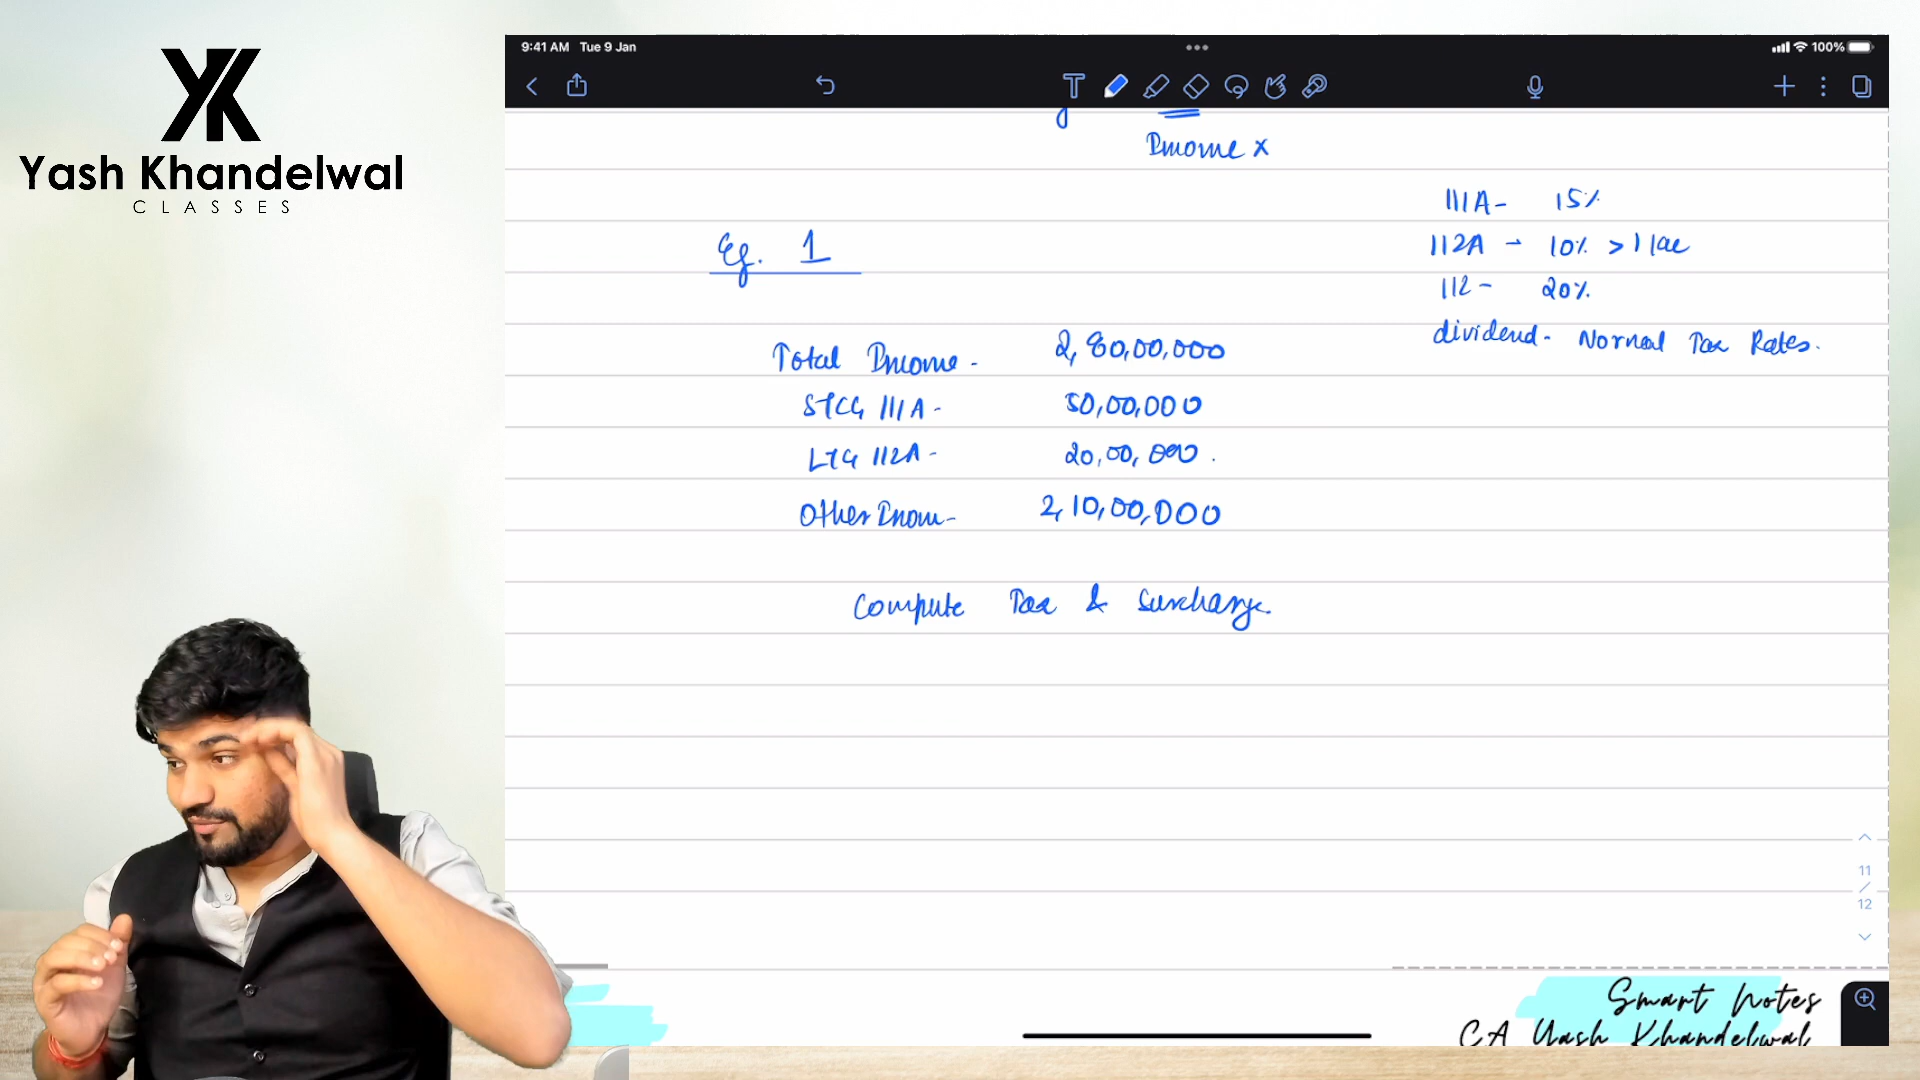 YK
Yash Khandelwal
CLASSES
9:41 AM Tue 9 Jan
100%
T
Income x
111A - 15%
112A - 10% > 1 lac
112 - 20%
dividend - Normal Tax Rates.
Eg. 1
Total Income - 2,80,00,000
STCG 111A - 50,00,000
LTCG 112A - 20,00,000.
Other Incom - 2,10,00,000
Compute Tax & Surcharge.
11
/
12
Smart Notes
CA Yash Khandelwal